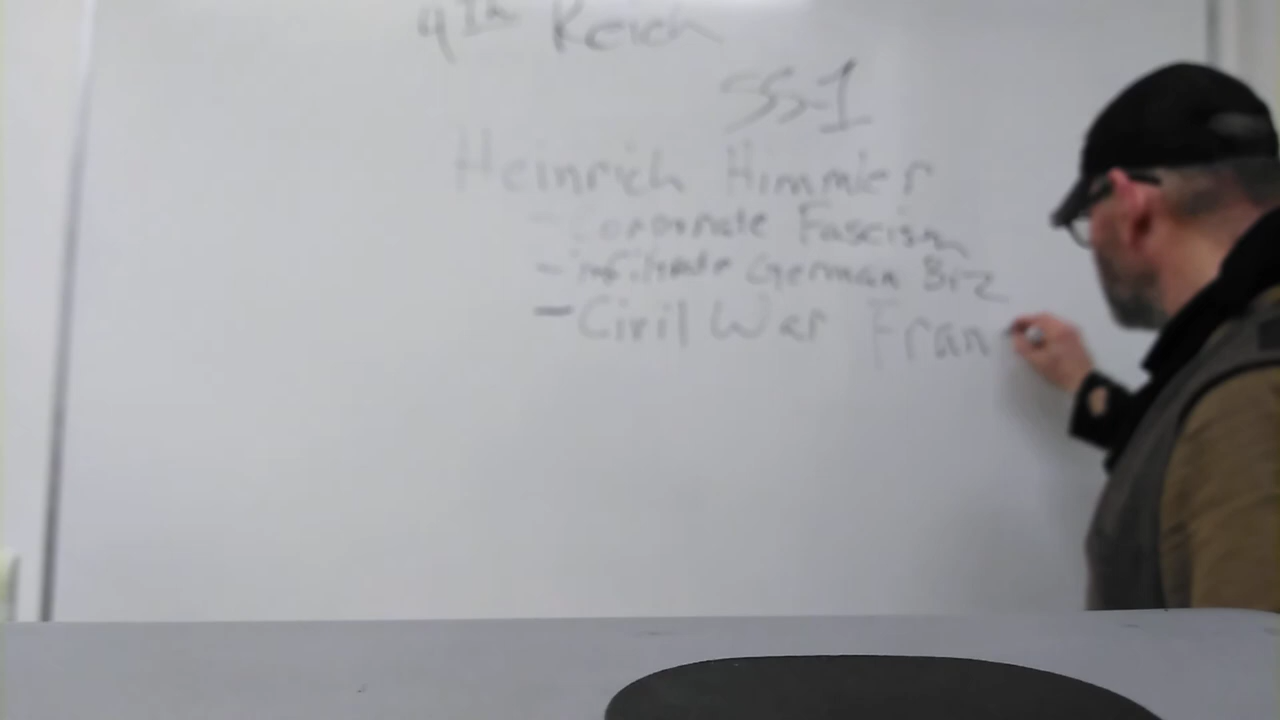 4th Reich
SS-1
Heinrich Himmler
- Corporate Fascism
- infiltrate German Biz
- Civil War Fran